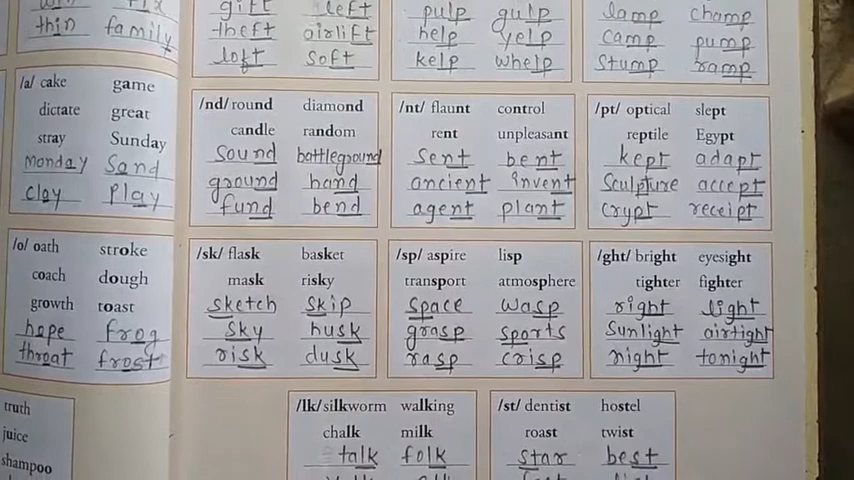 thin family
/a/ cake game
dictate great
stray Sunday
Monday Sand
clay Play
/o/ oath stroke
coach dough
growth toast
hope frog
throat frost
truth
juice
shampoo
gift left
theft airlift
loft soft
pulp gulp
help yelp
kelp whelp
lamp champ
camp pump
stump ramp
/nd/ round diamond
candle random
Sound battleground
ground hand
fund bend
/nt/ flaunt control
rent unpleasant
Sent bent
ancient invent
agent plant
/pt/ optical slept
reptile Egypt
kept adapt
Sculpture accept
crypt receipt
/sk/ flask basket
mask risky
sketch skip
sky husk
risk dusk
/sp/ aspire lisp
transport atmosphere
space wasp
grasp sports
rasp crisp
/ght/ bright eyesight
tighter fighter
right light
Sunlight airtight
night tonight
/lk/ silkworm walking
chalk milk
talk folk
/st/ dentist hostel
roast twist
star best